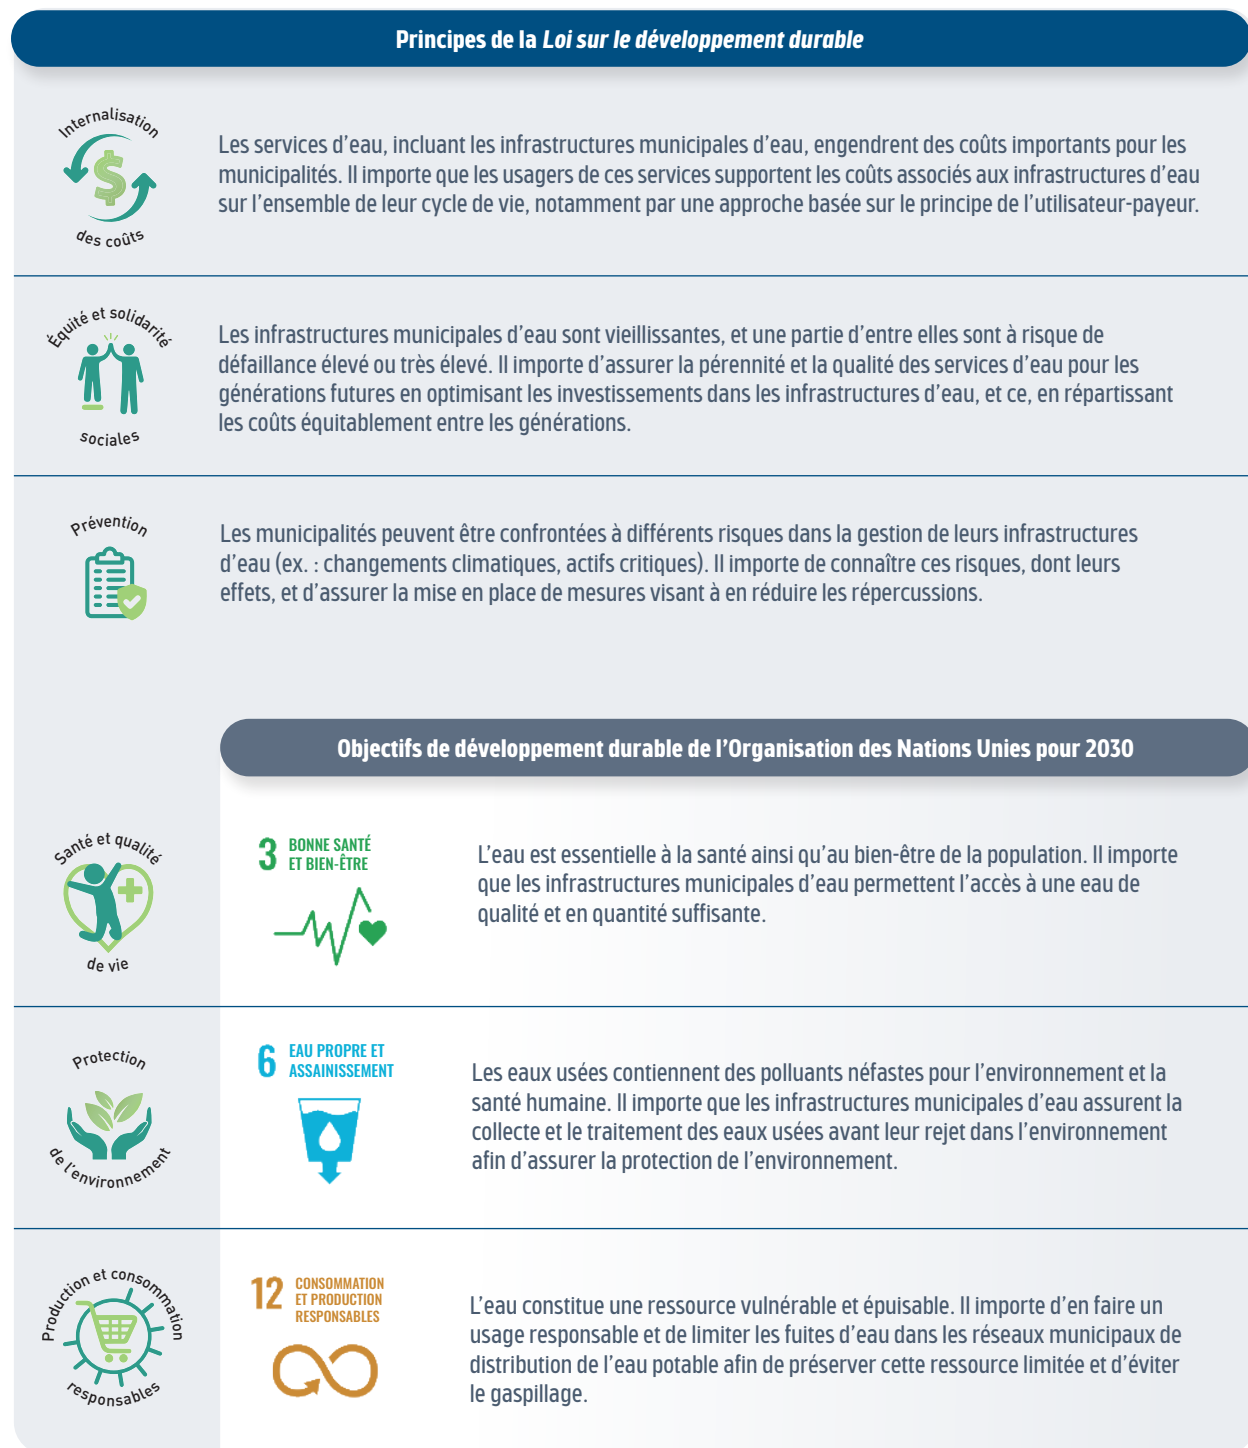 Principes de la Loi sur le développement durable
Internalisation
des coûts
Les services d'eau, incluant les infrastructures municipales d'eau, engendrent des coûts importants pour les
municipalités. Il importe que les usagers de ces services supportent les coûts associés aux infrastructures d'eau
sur l'ensemble de leur cycle de vie, notamment par une approche basée sur le principe de l'utilisateur-payeur.
Équité et solidarité
sociales
Les infrastructures municipales d'eau sont vieillissantes, et une partie d'entre elles sont à risque de
défaillance élevé ou très élevé. Il importe d'assurer la pérennité et la qualité des services d'eau pour les
générations futures en optimisant les investissements dans les infrastructures d'eau, et ce, en répartissant
les coûts équitablement entre les générations.
Prévention
Les municipalités peuvent être confrontées à différents risques dans la gestion de leurs infrastructures
d'eau (ex. : changements climatiques, actifs critiques). Il importe de connaître ces risques, dont leurs
effets, et d'assurer la mise en place de mesures visant à en réduire les répercussions.
Objectifs de développement durable de l'Organisation des Nations Unies pour 2030
Santé et qualité
de vie
3 BONNE SANTÉ
ET BIEN-ÊTRE
L'eau est essentielle à la santé ainsi qu'au bien-être de la population. Il importe
que les infrastructures municipales d'eau permettent l'accès à une eau de
qualité et en quantité suffisante.
Protection
de l'environnement
6 EAU PROPRE ET
ASSAINISSEMENT
Les eaux usées contiennent des polluants néfastes pour l'environnement et la
santé humaine. Il importe que les infrastructures municipales d'eau assurent la
collecte et le traitement des eaux usées avant leur rejet dans l'environnement
afin d'assurer la protection de l'environnement.
Production et consommation
responsables
12 CONSOMMATION
ET PRODUCTION
RESPONSABLES
L'eau constitue une ressource vulnérable et épuisable. Il importe d'en faire un
usage responsable et de limiter les fuites d'eau dans les réseaux municipaux de
distribution de l'eau potable afin de préserver cette ressource limitée et d'éviter
le gaspillage.